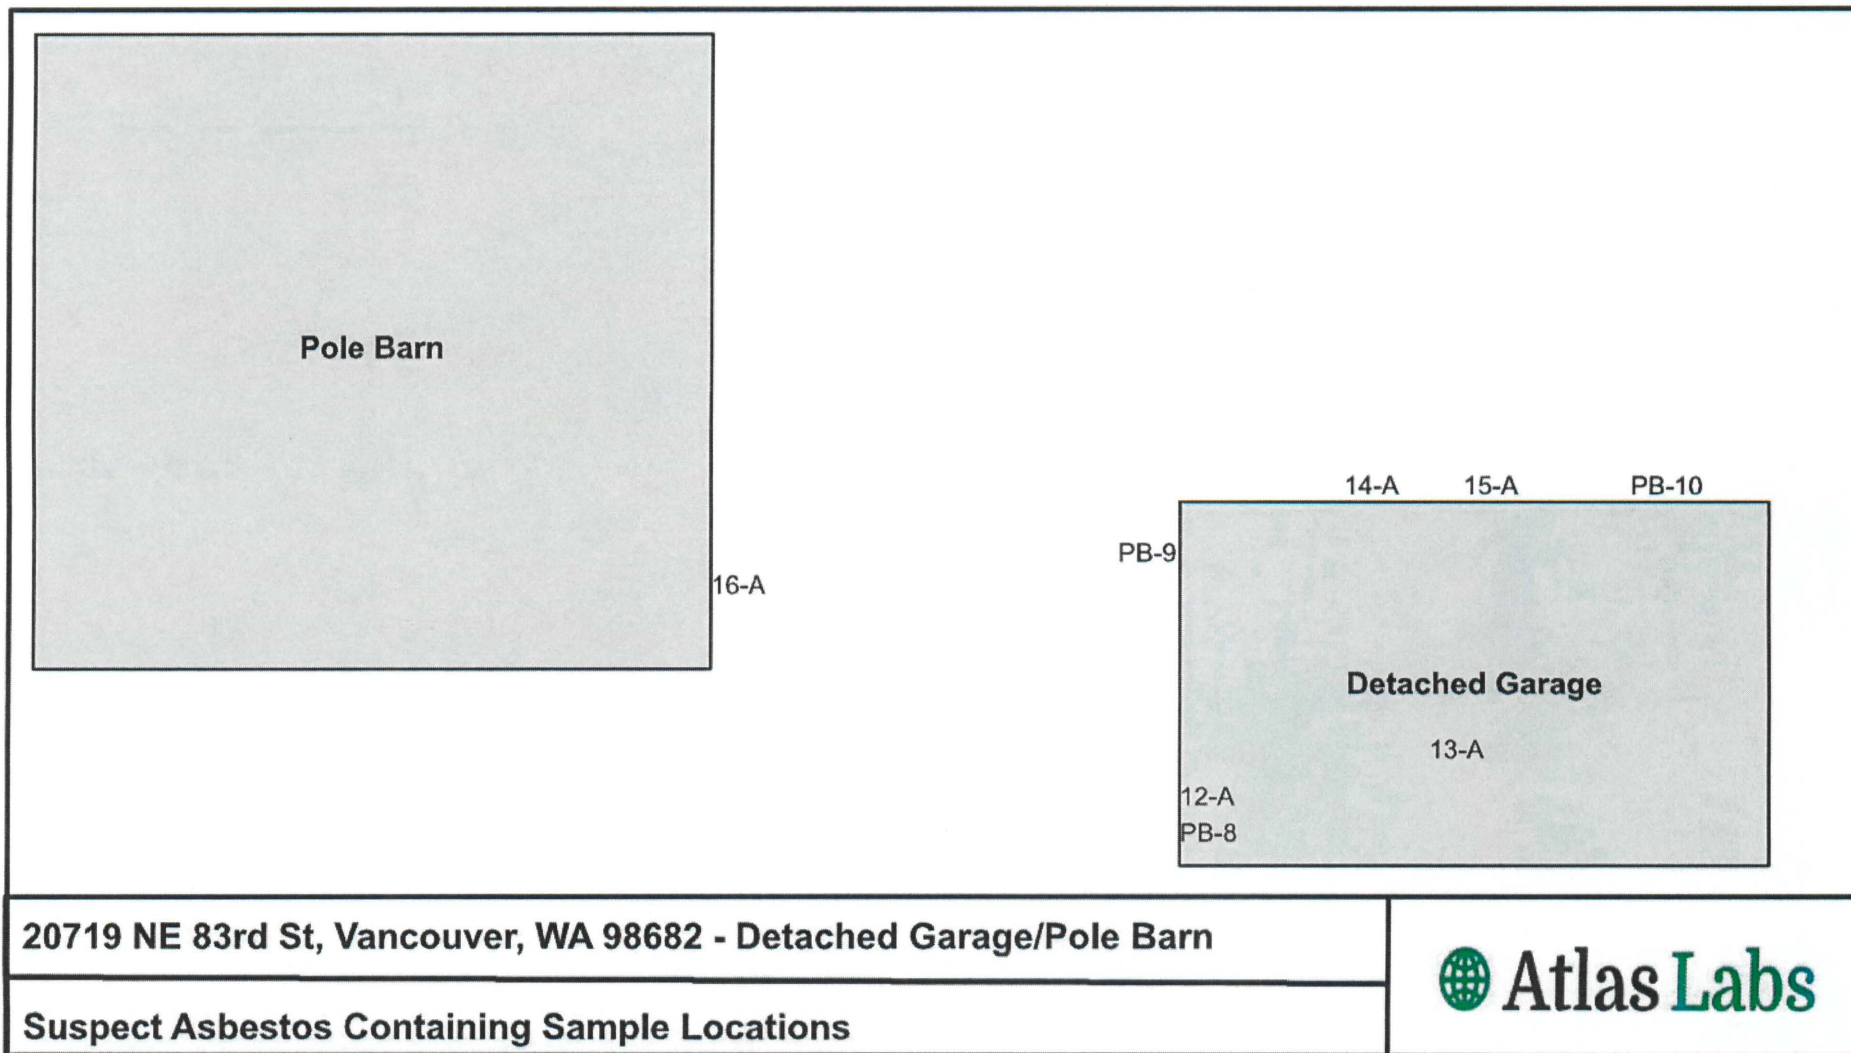 Pole Barn
16-A
14-A 15-A PB-10
PB-9
Detached Garage
13-A
12-A
PB-8
20719 NE 83rd St, Vancouver, WA 98682 - Detached Garage/Pole Barn
Suspect Asbestos Containing Sample Locations
Atlas Labs